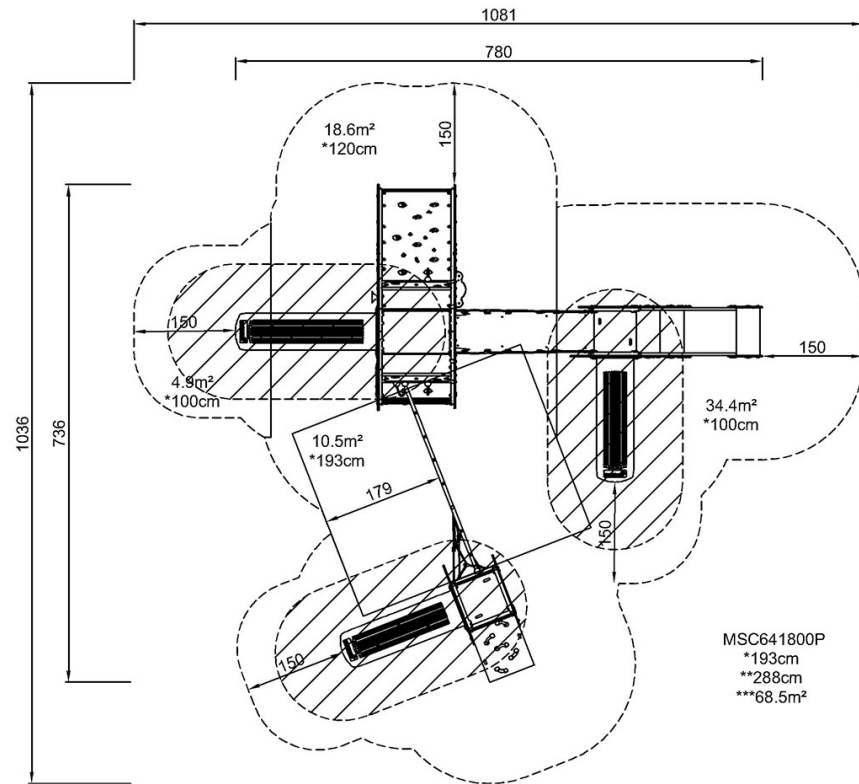 1081
780
18.6m²
*120cm
150
150
150
4.9m²
*100cm
34.4m²
*100cm
1036
736
10.5m²
*193cm
179
150
150
MSC641800P
*193cm
**288cm
***68.5m²